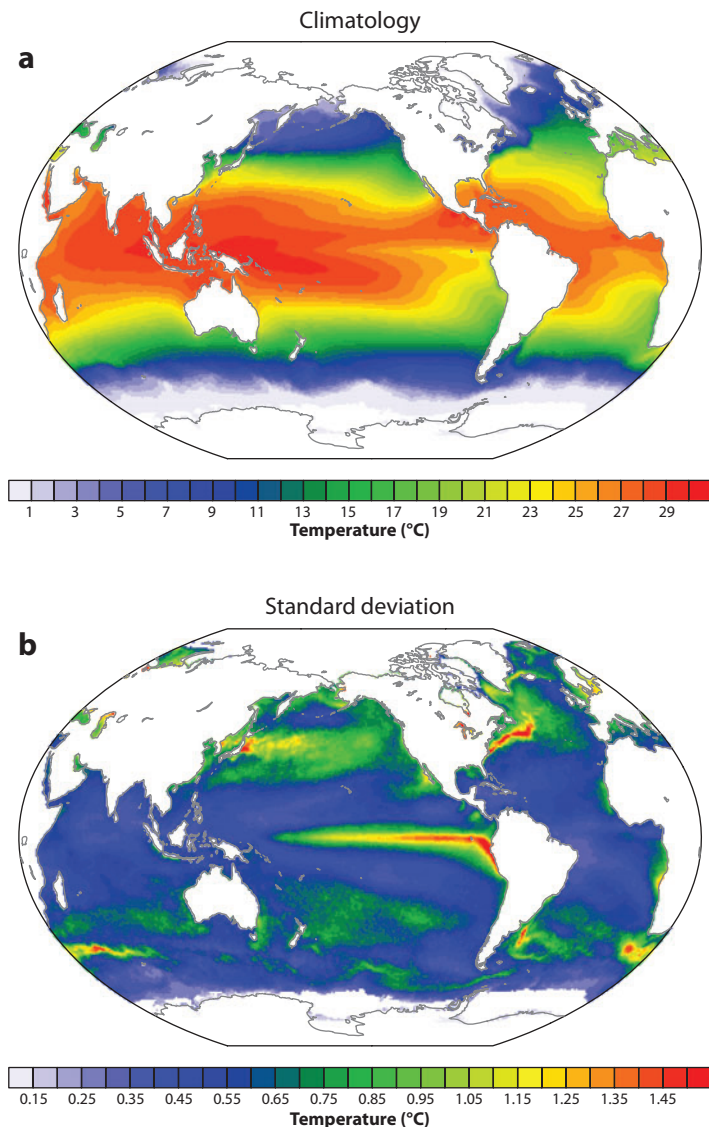 Climatology
a
1 3 5 7 9 11 13 15 17 19 21 23 25 27 29
Temperature (°C)
Standard deviation
b
0.15 0.25 0.35 0.45 0.55 0.65 0.75 0.85 0.95 1.05 1.15 1.25 1.35 1.45
Temperature (°C)